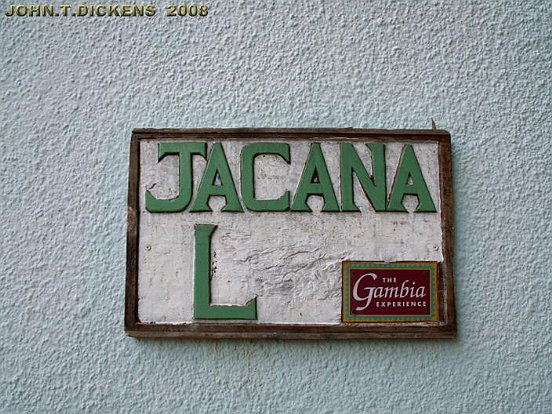 JOHN.T.DICKENS 2008
JACANA
L
THE
Gambia
EXPERIENCE